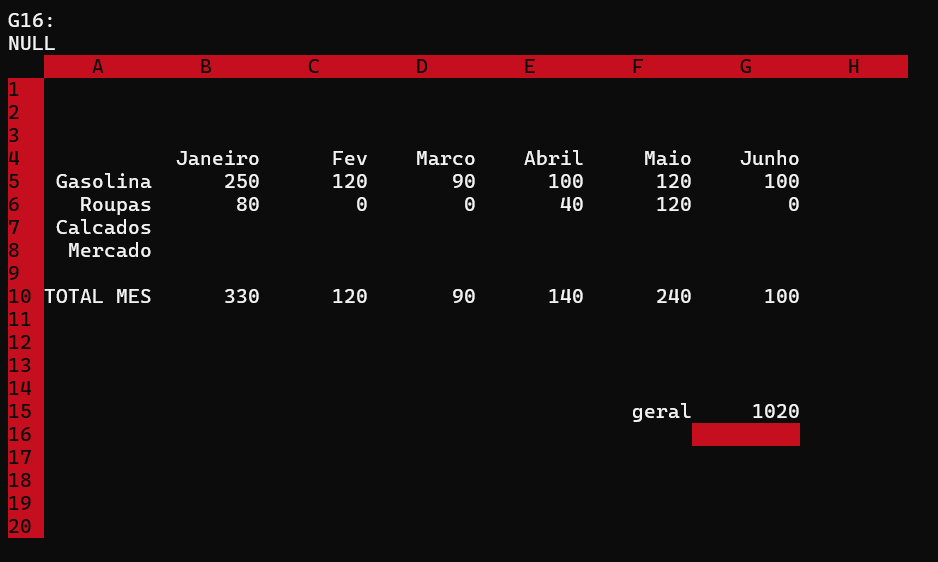 G16:
NULL
A B C D E F G H
1
2
3
4 Janeiro Fev Marco Abril Maio Junho
5 Gasolina 250 120 90 100 120 100
6 Roupas 80 0 0 40 120 0
7 Calcados
8 Mercado
9
10 TOTAL MES 330 120 90 140 240 100
11
12
13
14
15 geral 1020
16
17
18
19
20